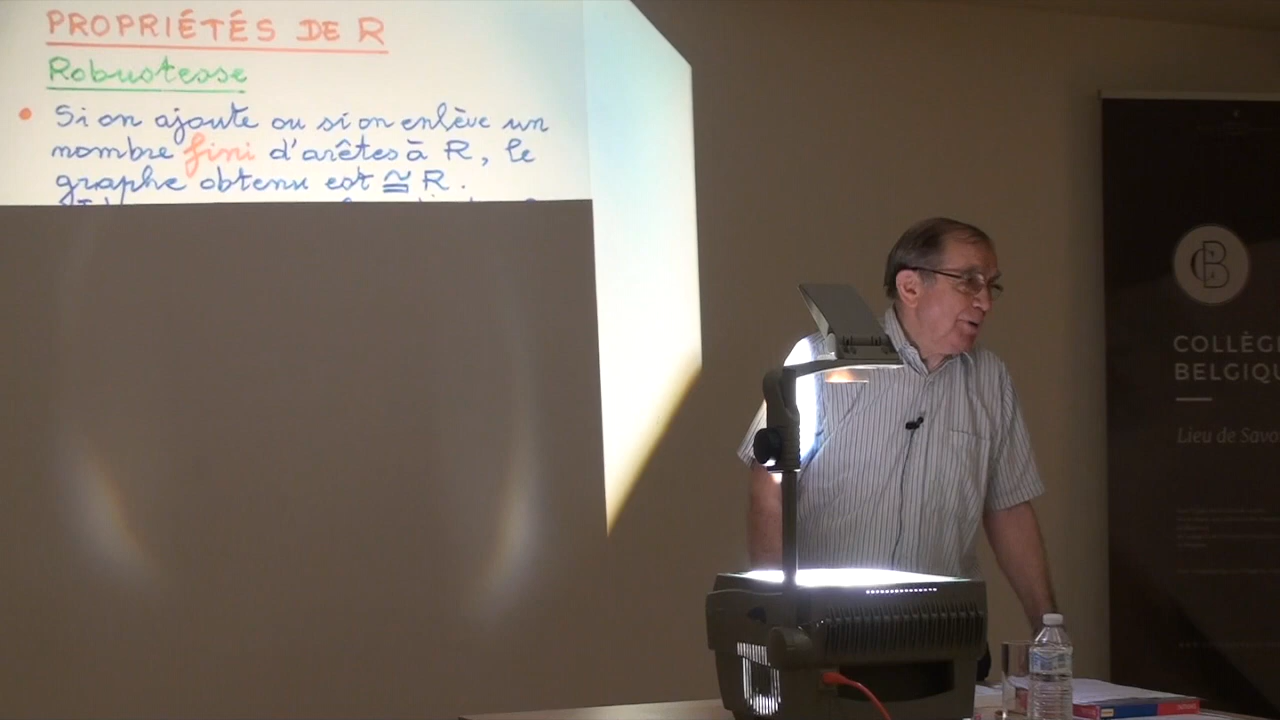 PROPRIÉTÉS DE R
Robustesse
• Si on ajoute ou si on enlève un
nombre fini d'arêtes à R, le
graphe obtenu est ≅ R.
CB
COLLÈG
BELGIQU
Lieu de Savo